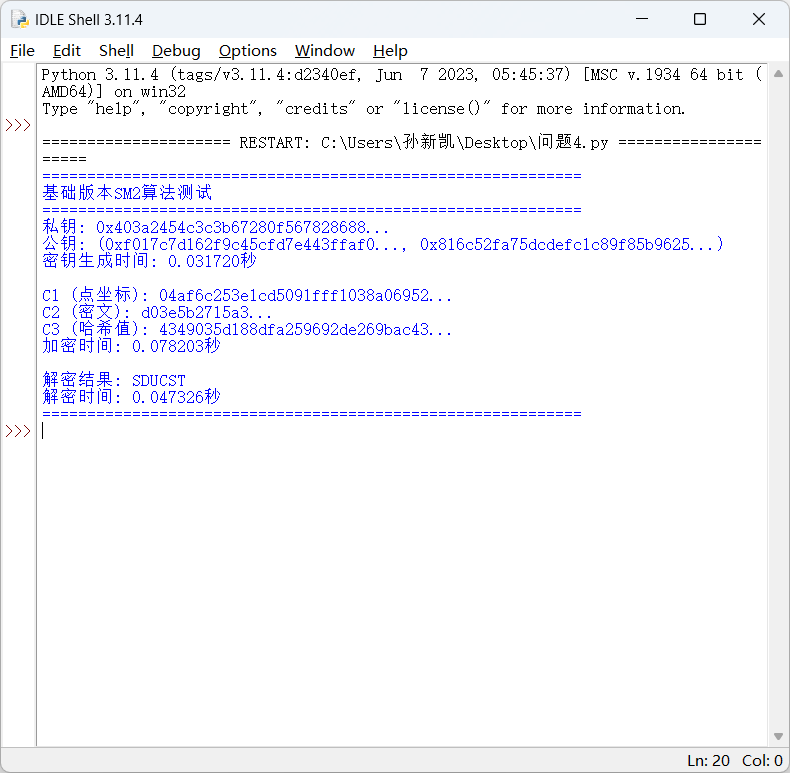 IDLE Shell 3.11.4
File Edit Shell Debug Options Window Help
Python 3.11.4 (tags/v3.11.4:d2340ef, Jun  7 2023, 05:45:37) [MSC v.1934 64 bit (
AMD64)] on win32
Type "help", "copyright", "credits" or "license()" for more information.
>>>
===================== RESTART: C:\Users\孙新凯\Desktop\问题4.py ================
=====
============================================================
基础版本SM2算法测试
============================================================
私钥: 0x403a2454c3c3b67280f567828688...
公钥: (0xf017c7d162f9c45cfd7e443ffaf0..., 0x816c52fa75dcdefc1c89f85b9625...)
密钥生成时间: 0.031720秒
C1 (点坐标): 04af6c253e1cd5091fff1038a06952...
C2 (密文): d03e5b2715a3...
C3 (哈希值): 4349035d188dfa259692de269bac43...
加密时间: 0.078203秒
解密结果: SDUCST
解密时间: 0.047326秒
============================================================
>>>
Ln: 20 Col: 0